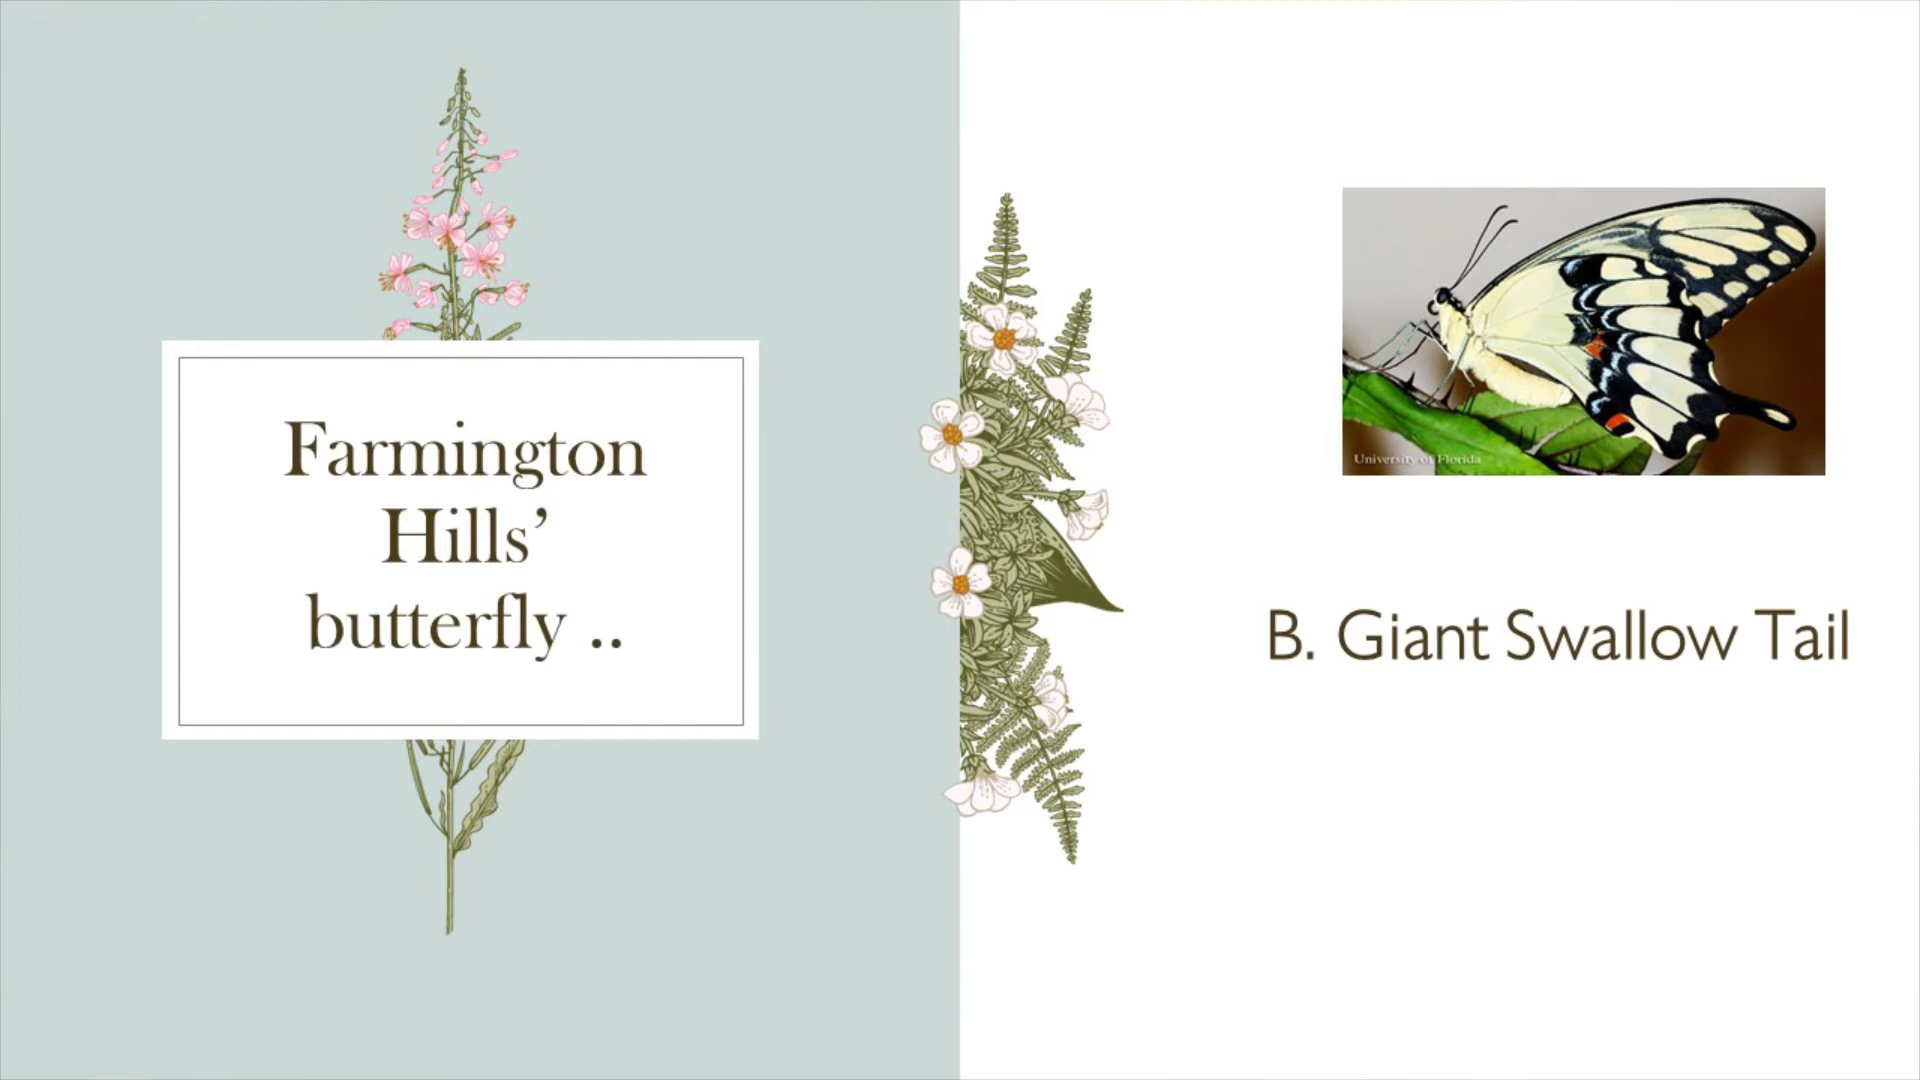 Farmington
Hills’
butterfly ..
University of Florida
B. Giant Swallow Tail